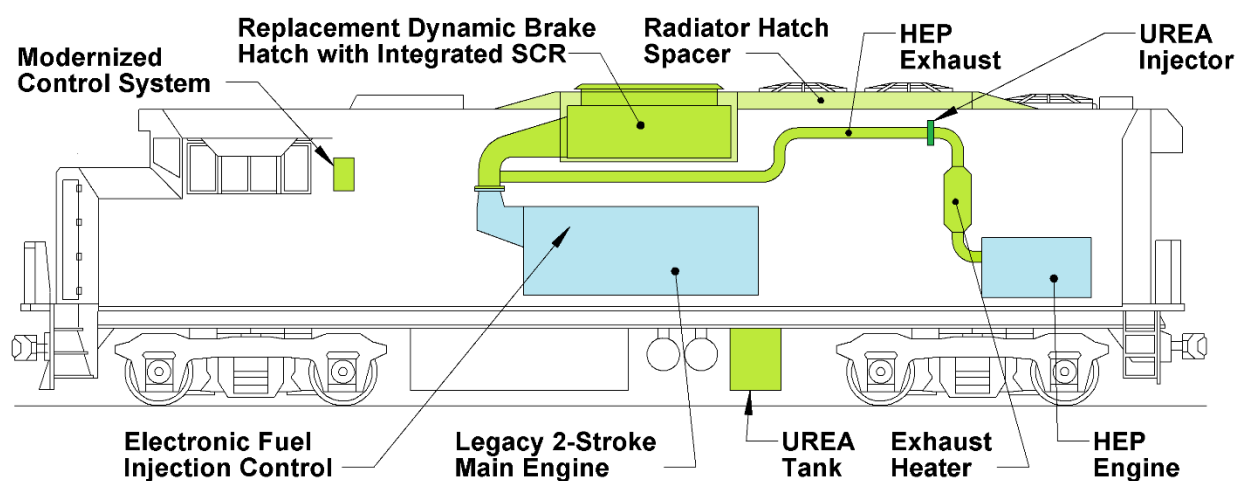 Replacement Dynamic Brake
Hatch with Integrated SCR
Radiator Hatch
Spacer
HEP
Exhaust
UREA
Injector
Modernized
Control System
Electronic Fuel
Injection Control
Legacy 2-Stroke
Main Engine
UREA
Tank
Exhaust
Heater
HEP
Engine